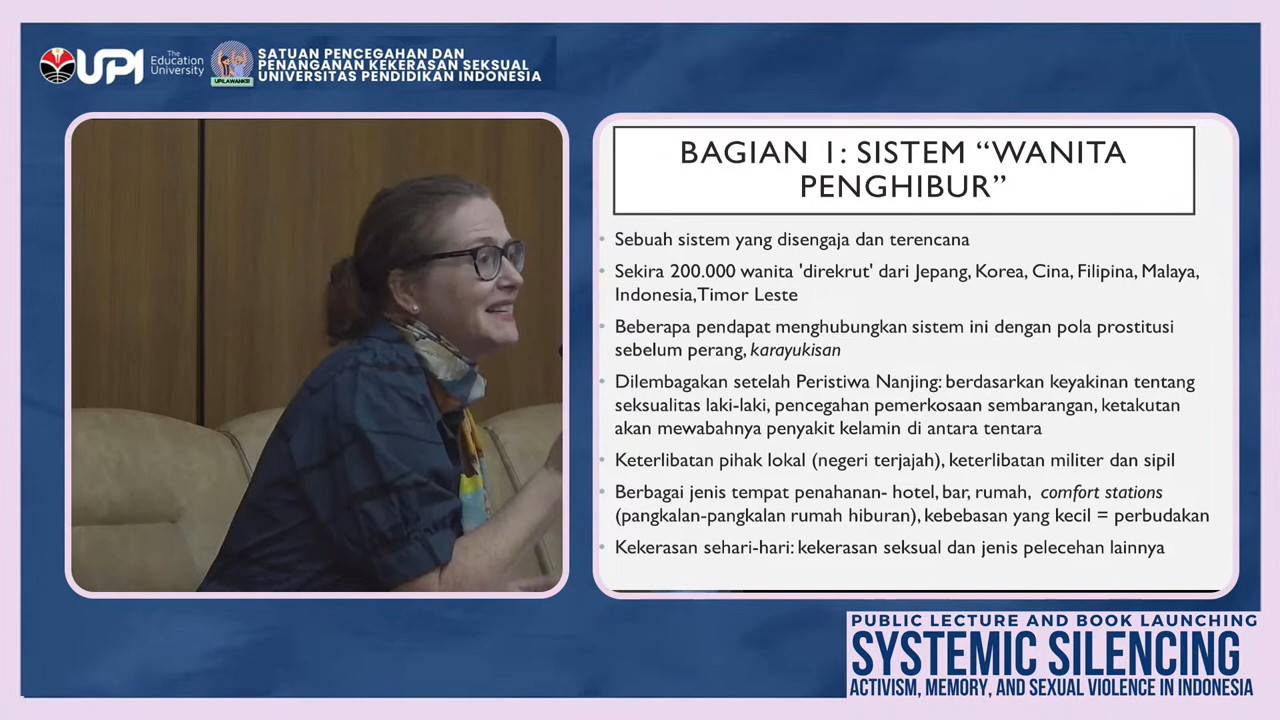 UPI
The
Education
University
UPILAWANKS!
SATUAN PENCEGAHAN DAN
PENANGANAN KEKERASAN SEKSUAL
UNIVERSITAS PENDIDIKAN INDONESIA
BAGIAN 1: SISTEM “WANITA
PENGHIBUR”
• Sebuah sistem yang disengaja dan terencana
• Sekira 200.000 wanita 'direkrut' dari Jepang, Korea, Cina, Filipina, Malaya,
Indonesia,Timor Leste
• Beberapa pendapat menghubungkan sistem ini dengan pola prostitusi
sebelum perang, karayukisan
• Dilembagakan setelah Peristiwa Nanjing: berdasarkan keyakinan tentang
seksualitas laki-laki, pencegahan pemerkosaan sembarangan, ketakutan
akan mewabahnya penyakit kelamin di antara tentara
• Keterlibatan pihak lokal (negeri terjajah), keterlibatan militer dan sipil
• Berbagai jenis tempat penahanan- hotel, bar, rumah, comfort stations
(pangkalan-pangkalan rumah hiburan), kebebasan yang kecil = perbudakan
• Kekerasan sehari-hari: kekerasan seksual dan jenis pelecehan lainnya
PUBLIC LECTURE AND BOOK LAUNCHING
SYSTEMIC SILENCING
ACTIVISM, MEMORY, AND SEXUAL VIOLENCE IN INDONESIA